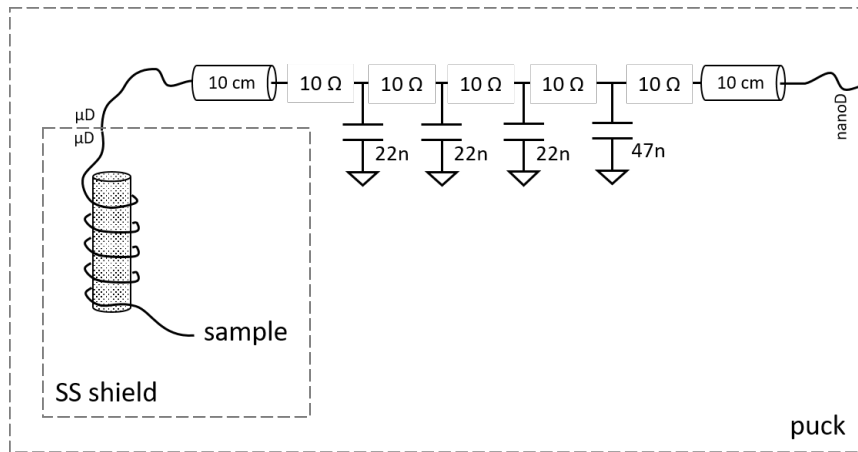 10 cm
10 Ω
10 Ω
10 Ω
10 Ω
10 Ω
10 cm
nanoD
µD
µD
22n
22n
22n
47n
sample
SS shield
puck